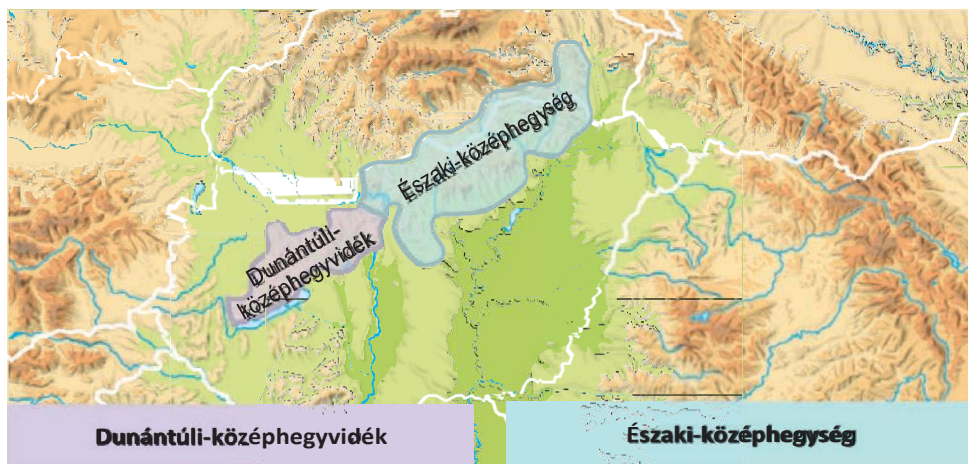 Északi-középhegység
Dunántúli-
középhegyvidék
Dunántúli-középhegyvidék
Északi-középhegység